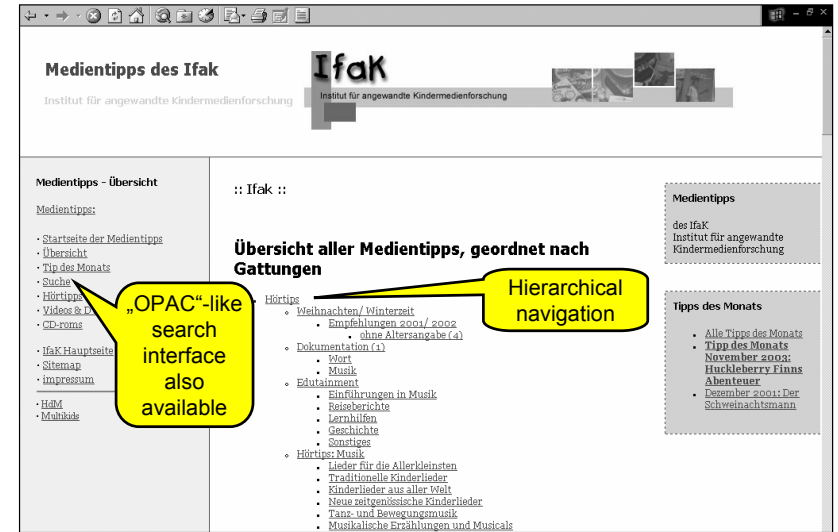 Medientipps des Ifak
Institut für angewandte Kindermedienforschung
IfaK
Institut für angewandte Kindermedienforschung
Medientipps - Übersicht
Medientipps:
· Startseite der Medientipps
· Übersicht
· Tip des Monats
· Suche
· Hörtipps
· Videos & D
· CD-roms
· IfaK Hauptseite
· Sitemap
· impressum
· HdM
· Multikids
„OPAC“-like
search
interface
also
available
:: Ifak ::
Übersicht aller Medientipps, geordnet nach
Gattungen
Hierarchical
navigation
Hörtips
Weihnachten/ Winterzeit
Empfehlungen 2001/ 2002
ohne Altersangabe (4)
Dokumentation (1)
Wort
Musik
Edutainment
Einführungen in Musik
Reiseberichte
Lernhilfen
Geschichte
Sonstiges
Hörtips: Musik
Lieder für die Allerkleinsten
Traditionelle Kinderlieder
Kinderlieder aus aller Welt
Neue zeitgenössische Kinderlieder
Tanz- und Bewegungsmusik
Musikalische Erzählungen und Musicals
Medientipps
des IfaK
Institut für angewandte
Kindermedienforschung
Tipps des Monats
Alle Tipps des Monats
Tipp des Monats
November 2003:
Huckleberry Finns
Abenteuer
Dezember 2001: Der
Schweinachtsmann